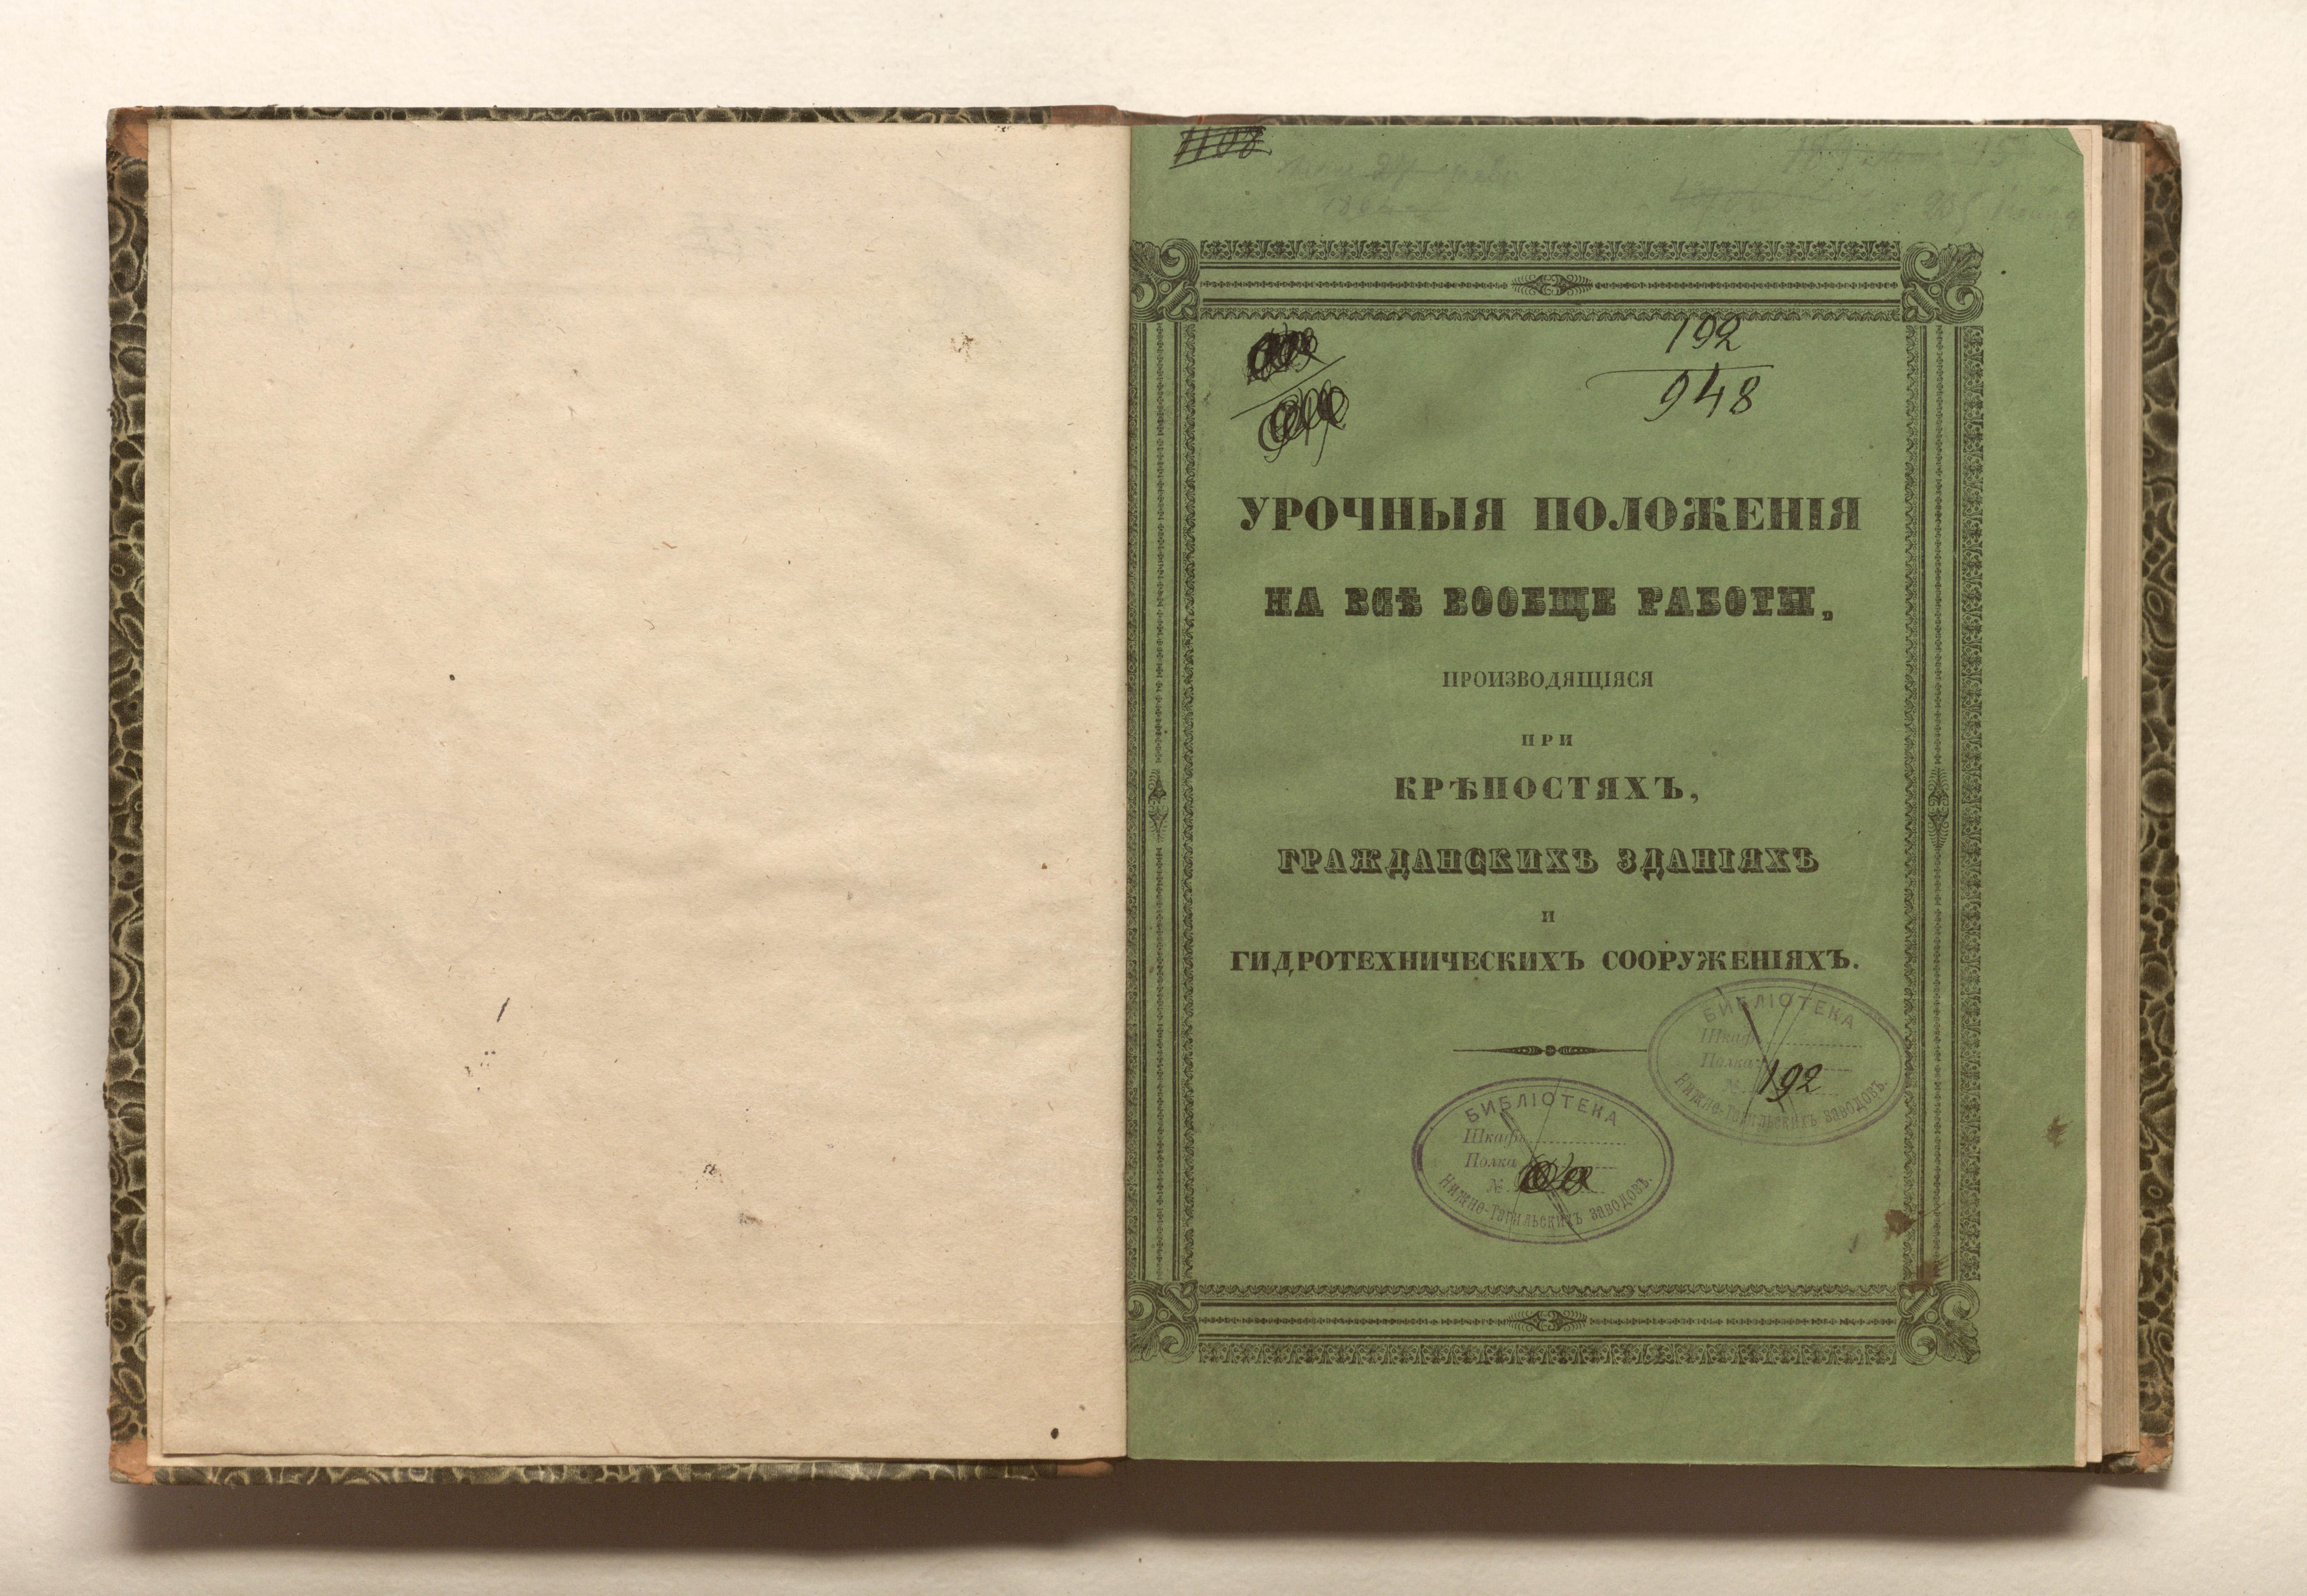 1108
192
948
УРОЧНЫЯ ПОЛОЖЕНІЯ
НА ВСѢ ВООБЩЕ РАБОТЫ,
ПРОИЗВОДЯЩІЯСЯ
ПРИ
КРѢПОСТЯХЪ,
ГРАЖДАНСКИХЪ ЗДАНІЯХЪ
И
ГИДРОТЕХНИЧЕСКИХЪ СООРУЖЕНІЯХЪ.
БИБЛІОТЕКА
Шкафъ
Полка
№ 192
Нижне-Тагильскихъ заводовъ.
БИБЛІОТЕКА
Шкафъ
Полка
№
Нижне-Тагильскихъ заводовъ.